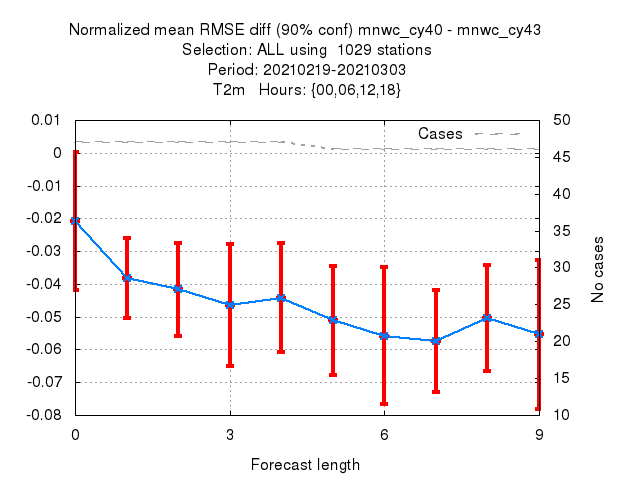 Normalized mean RMSE diff (90% conf) mnwc_cy40 - mnwc_cy43
Selection: ALL using  1029 stations
Period: 20210219-20210303
T2m   Hours: {00,06,12,18}
Cases
0.01
0
-0.01
-0.02
-0.03
-0.04
-0.05
-0.06
-0.07
-0.08
50
45
40
35
30
25
20
15
10
No cases
0 3 6 9
Forecast length